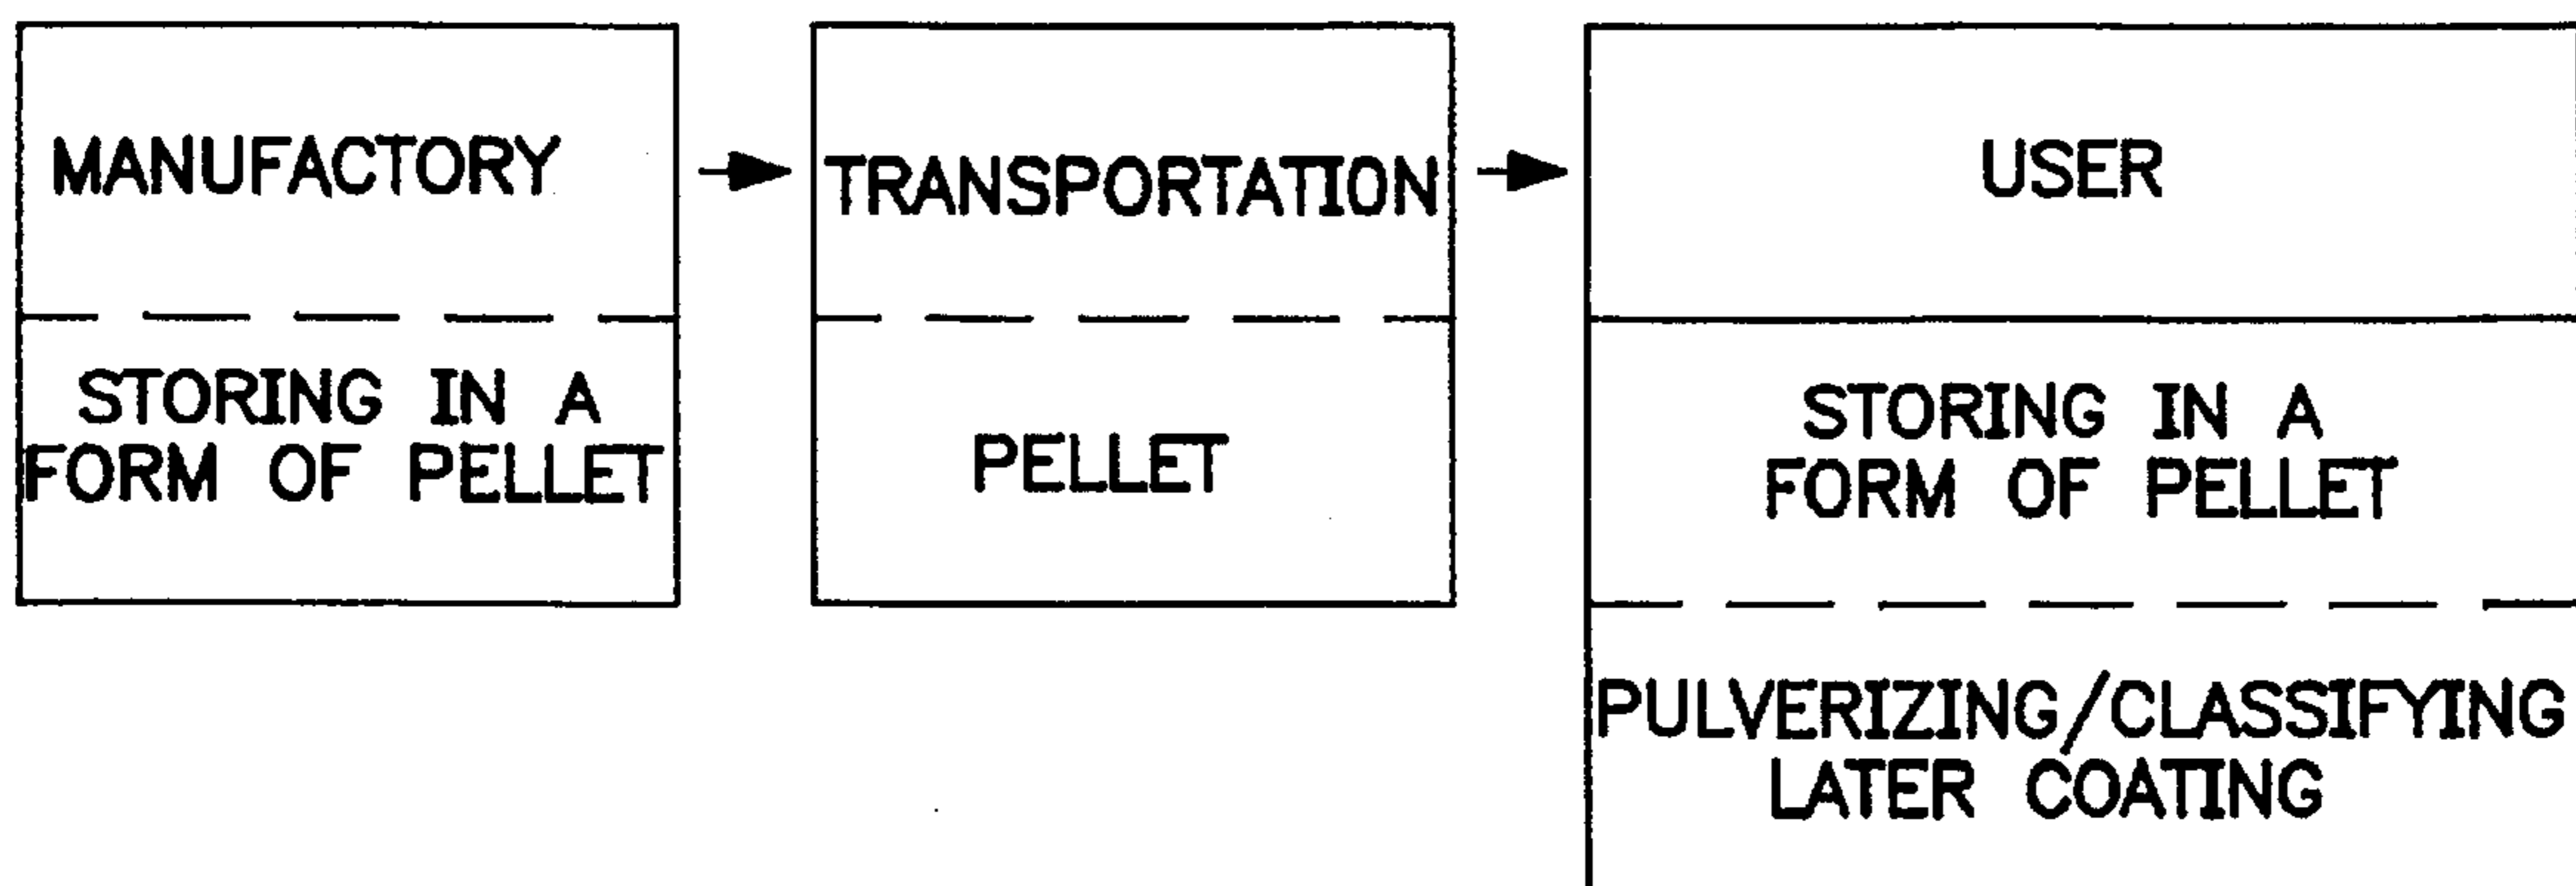 MANUFACTORY
STORING IN A
FORM OF PELLET
TRANSPORTATION
PELLET
USER
STORING IN A
FORM OF PELLET
PULVERIZING/CLASSIFYING
LATER COATING